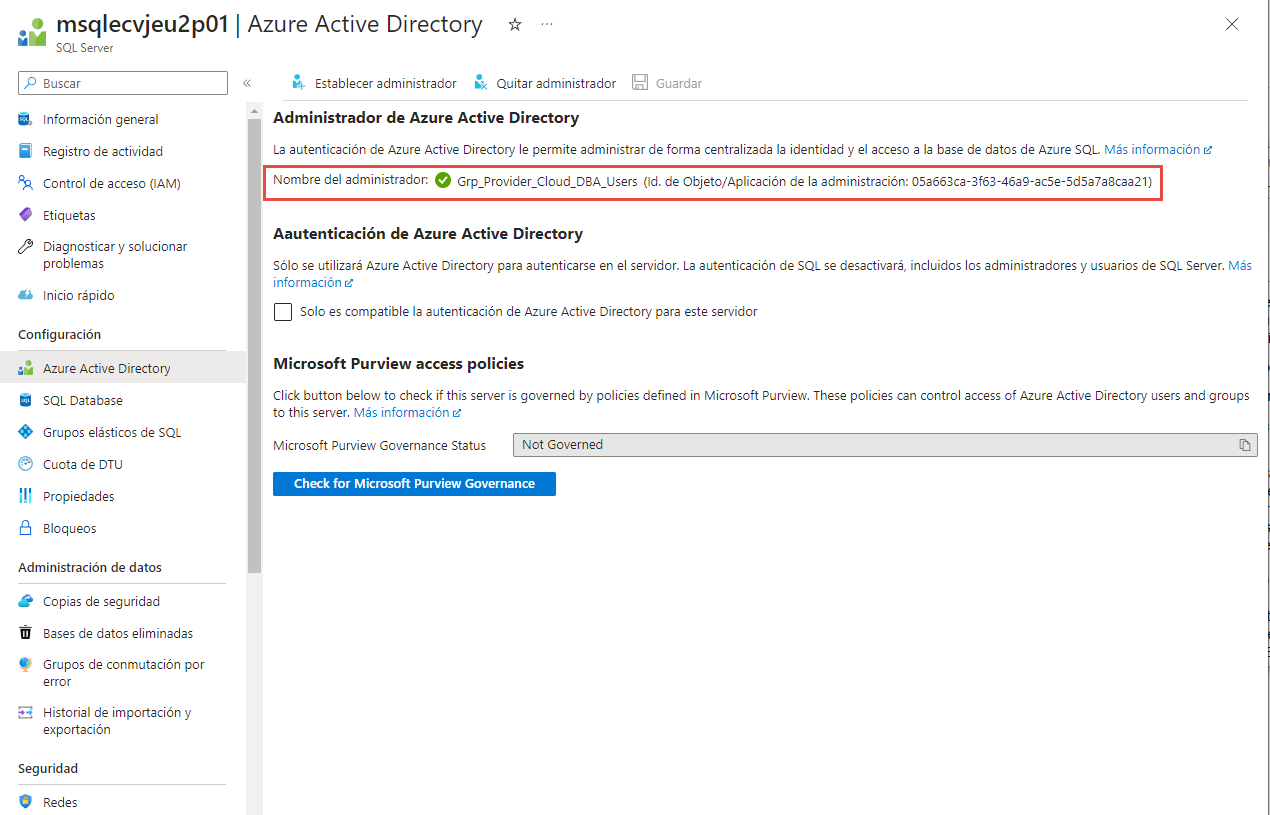 msqlecvjeu2p01 | Azure Active Directory
SQL Server
Buscar
Establecer administrador
Quitar administrador
Guardar
Información general
Registro de actividad
Control de acceso (IAM)
Etiquetas
Diagnosticar y solucionar
problemas
Inicio rápido
Configuración
Azure Active Directory
SQL Database
Grupos elásticos de SQL
Cuota de DTU
Propiedades
Bloqueos
Administración de datos
Copias de seguridad
Bases de datos eliminadas
Grupos de conmutación por
error
Historial de importación y
exportación
Seguridad
Redes
Administrador de Azure Active Directory
La autenticación de Azure Active Directory le permite administrar de forma centralizada la identidad y el acceso a la base de datos de Azure SQL. Más información
Nombre del administrador: Grp_Provider_Cloud_DBA_Users (Id. de Objeto/Aplicación de la administración: 05a663ca-3f63-46a9-ac5e-5d5a7a8caa21)
Aautenticación de Azure Active Directory
Sólo se utilizará Azure Active Directory para autenticarse en el servidor. La autenticación de SQL se desactivará, incluidos los administradores y usuarios de SQL Server. Más
información
Solo es compatible la autenticación de Azure Active Directory para este servidor
Microsoft Purview access policies
Click button below to check if this server is governed by policies defined in Microsoft Purview. These policies can control access of Azure Active Directory users and groups
to this server. Más información
Microsoft Purview Governance Status
Not Governed
Check for Microsoft Purview Governance